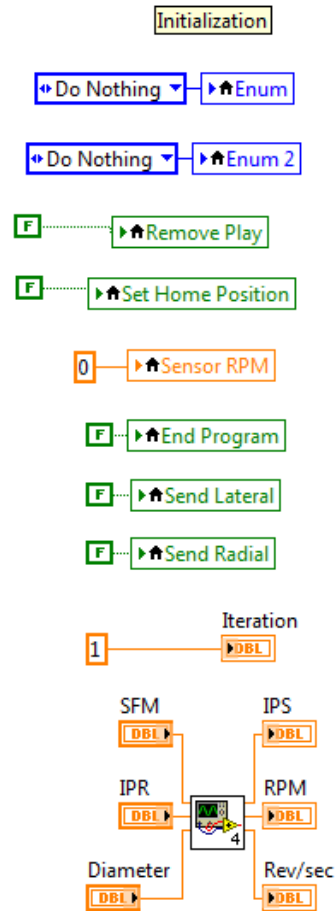 Initialization
Do Nothing Enum
Do Nothing Enum 2
F Remove Play
F Set Home Position
0 Sensor RPM
F End Program
F Send Lateral
F Send Radial
Iteration
1 DBL
SFM IPS
DBL DBL
IPR RPM
DBL DBL
4
Diameter Rev/sec
DBL DBL